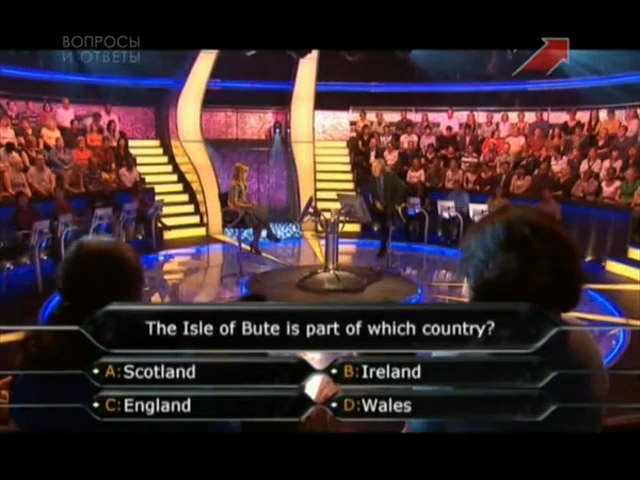 ВОПРОСЫ
И ОТВЕТЫ
The Isle of Bute is part of which country?
A: Scotland
B: Ireland
C: England
D: Wales